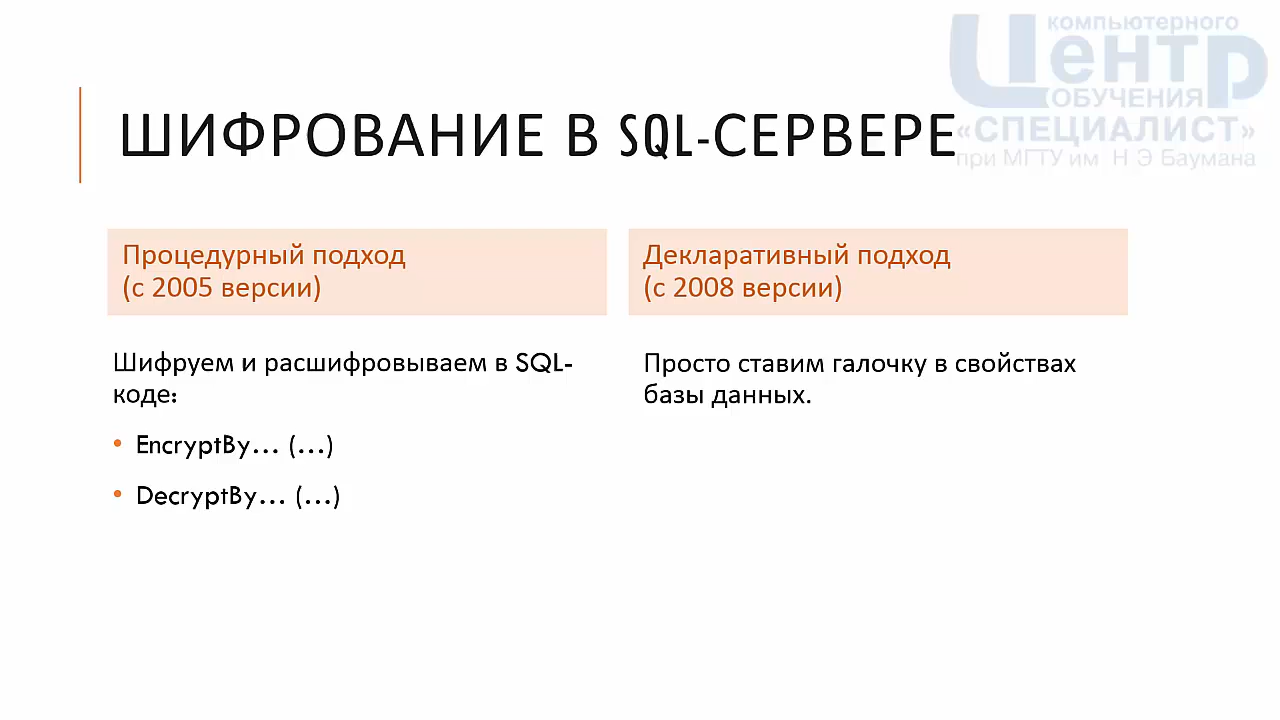 компьютерного
Центр
ОБУЧЕНИЯ
«СПЕЦИАЛИСТ»
при МГТУ им Н Э Баумана
ШИФРОВАНИЕ В SQL-СЕРВЕРЕ
Процедурный подход
(с 2005 версии)
Шифруем и расшифровываем в SQL-
коде:
• EncryptBy… (…)
• DecryptBy… (…)
Декларативный подход
(с 2008 версии)
Просто ставим галочку в свойствах
базы данных.